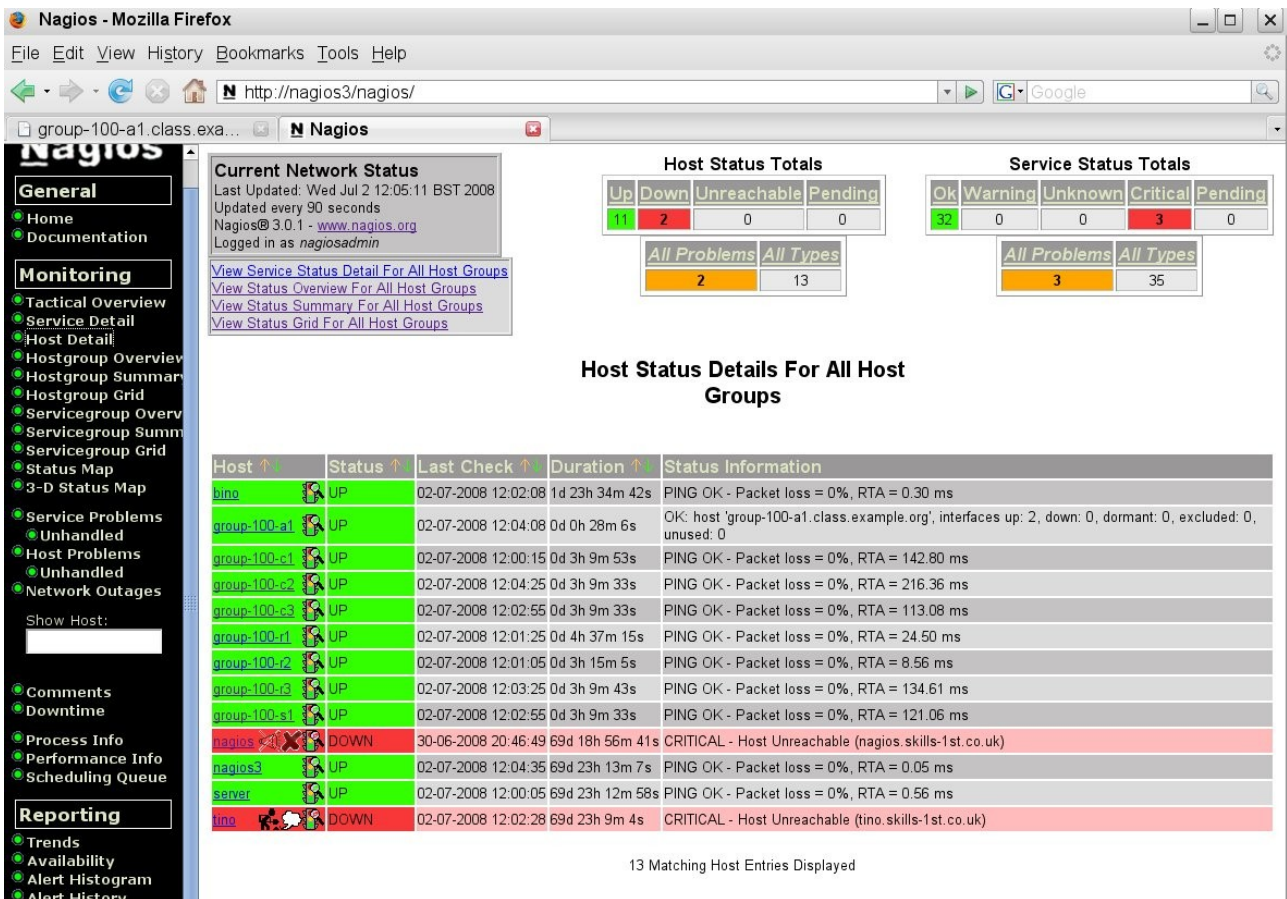 Nagios - Mozilla Firefox
File Edit View History Bookmarks Tools Help
N http://nagios3/nagios/
G Google
group-100-a1.class.exa...
N Nagios
Nagios
General
Home
Documentation
Monitoring
Tactical Overview
Service Detail
Host Detail
Hostgroup Overview
Hostgroup Summar
Hostgroup Grid
Servicegroup Overv
Servicegroup Summ
Servicegroup Grid
Status Map
3-D Status Map
Service Problems
Unhandled
Host Problems
Unhandled
Network Outages
Show Host:
Comments
Downtime
Process Info
Performance Info
Scheduling Queue
Reporting
Trends
Availability
Alert Histogram
Alert History
Current Network Status
Last Updated: Wed Jul 2 12:05:11 BST 2008
Updated every 90 seconds
Nagios® 3.0.1 - www.nagios.org
Logged in as nagiosadmin
View Service Status Detail For All Host Groups
View Status Overview For All Host Groups
View Status Summary For All Host Groups
View Status Grid For All Host Groups
Host Status Totals
Up Down Unreachable Pending
11 2 0 0
All Problems All Types
2 13
Service Status Totals
Ok Warning Unknown Critical Pending
32 0 0 3 0
All Problems All Types
3 35
Host Status Details For All Host
Groups
Host Status Last Check Duration Status Information
bino UP 02-07-2008 12:02:08 1d 23h 34m 42s PING OK - Packet loss = 0%, RTA = 0.30 ms
group-100-a1 UP 02-07-2008 12:04:08 0d 0h 28m 6s OK: host 'group-100-a1.class.example.org', interfaces up: 2, down: 0, dormant: 0, excluded: 0,
unused: 0
group-100-c1 UP 02-07-2008 12:00:15 0d 3h 9m 53s PING OK - Packet loss = 0%, RTA = 142.80 ms
group-100-c2 UP 02-07-2008 12:04:25 0d 3h 9m 33s PING OK - Packet loss = 0%, RTA = 216.36 ms
group-100-c3 UP 02-07-2008 12:02:55 0d 3h 9m 33s PING OK - Packet loss = 0%, RTA = 113.08 ms
group-100-r1 UP 02-07-2008 12:01:25 0d 4h 37m 15s PING OK - Packet loss = 0%, RTA = 24.50 ms
group-100-r2 UP 02-07-2008 12:01:05 0d 3h 15m 5s PING OK - Packet loss = 0%, RTA = 8.56 ms
group-100-r3 UP 02-07-2008 12:03:25 0d 3h 9m 43s PING OK - Packet loss = 0%, RTA = 134.61 ms
group-100-s1 UP 02-07-2008 12:02:55 0d 3h 9m 33s PING OK - Packet loss = 0%, RTA = 121.06 ms
nagios DOWN 30-06-2008 20:46:49 69d 18h 56m 41s CRITICAL - Host Unreachable (nagios.skills-1st.co.uk)
nagios3 UP 02-07-2008 12:04:35 69d 23h 13m 7s PING OK - Packet loss = 0%, RTA = 0.05 ms
server UP 02-07-2008 12:00:05 69d 23h 12m 58s PING OK - Packet loss = 0%, RTA = 0.56 ms
tino DOWN 02-07-2008 12:02:28 69d 23h 9m 4s CRITICAL - Host Unreachable (tino.skills-1st.co.uk)
13 Matching Host Entries Displayed